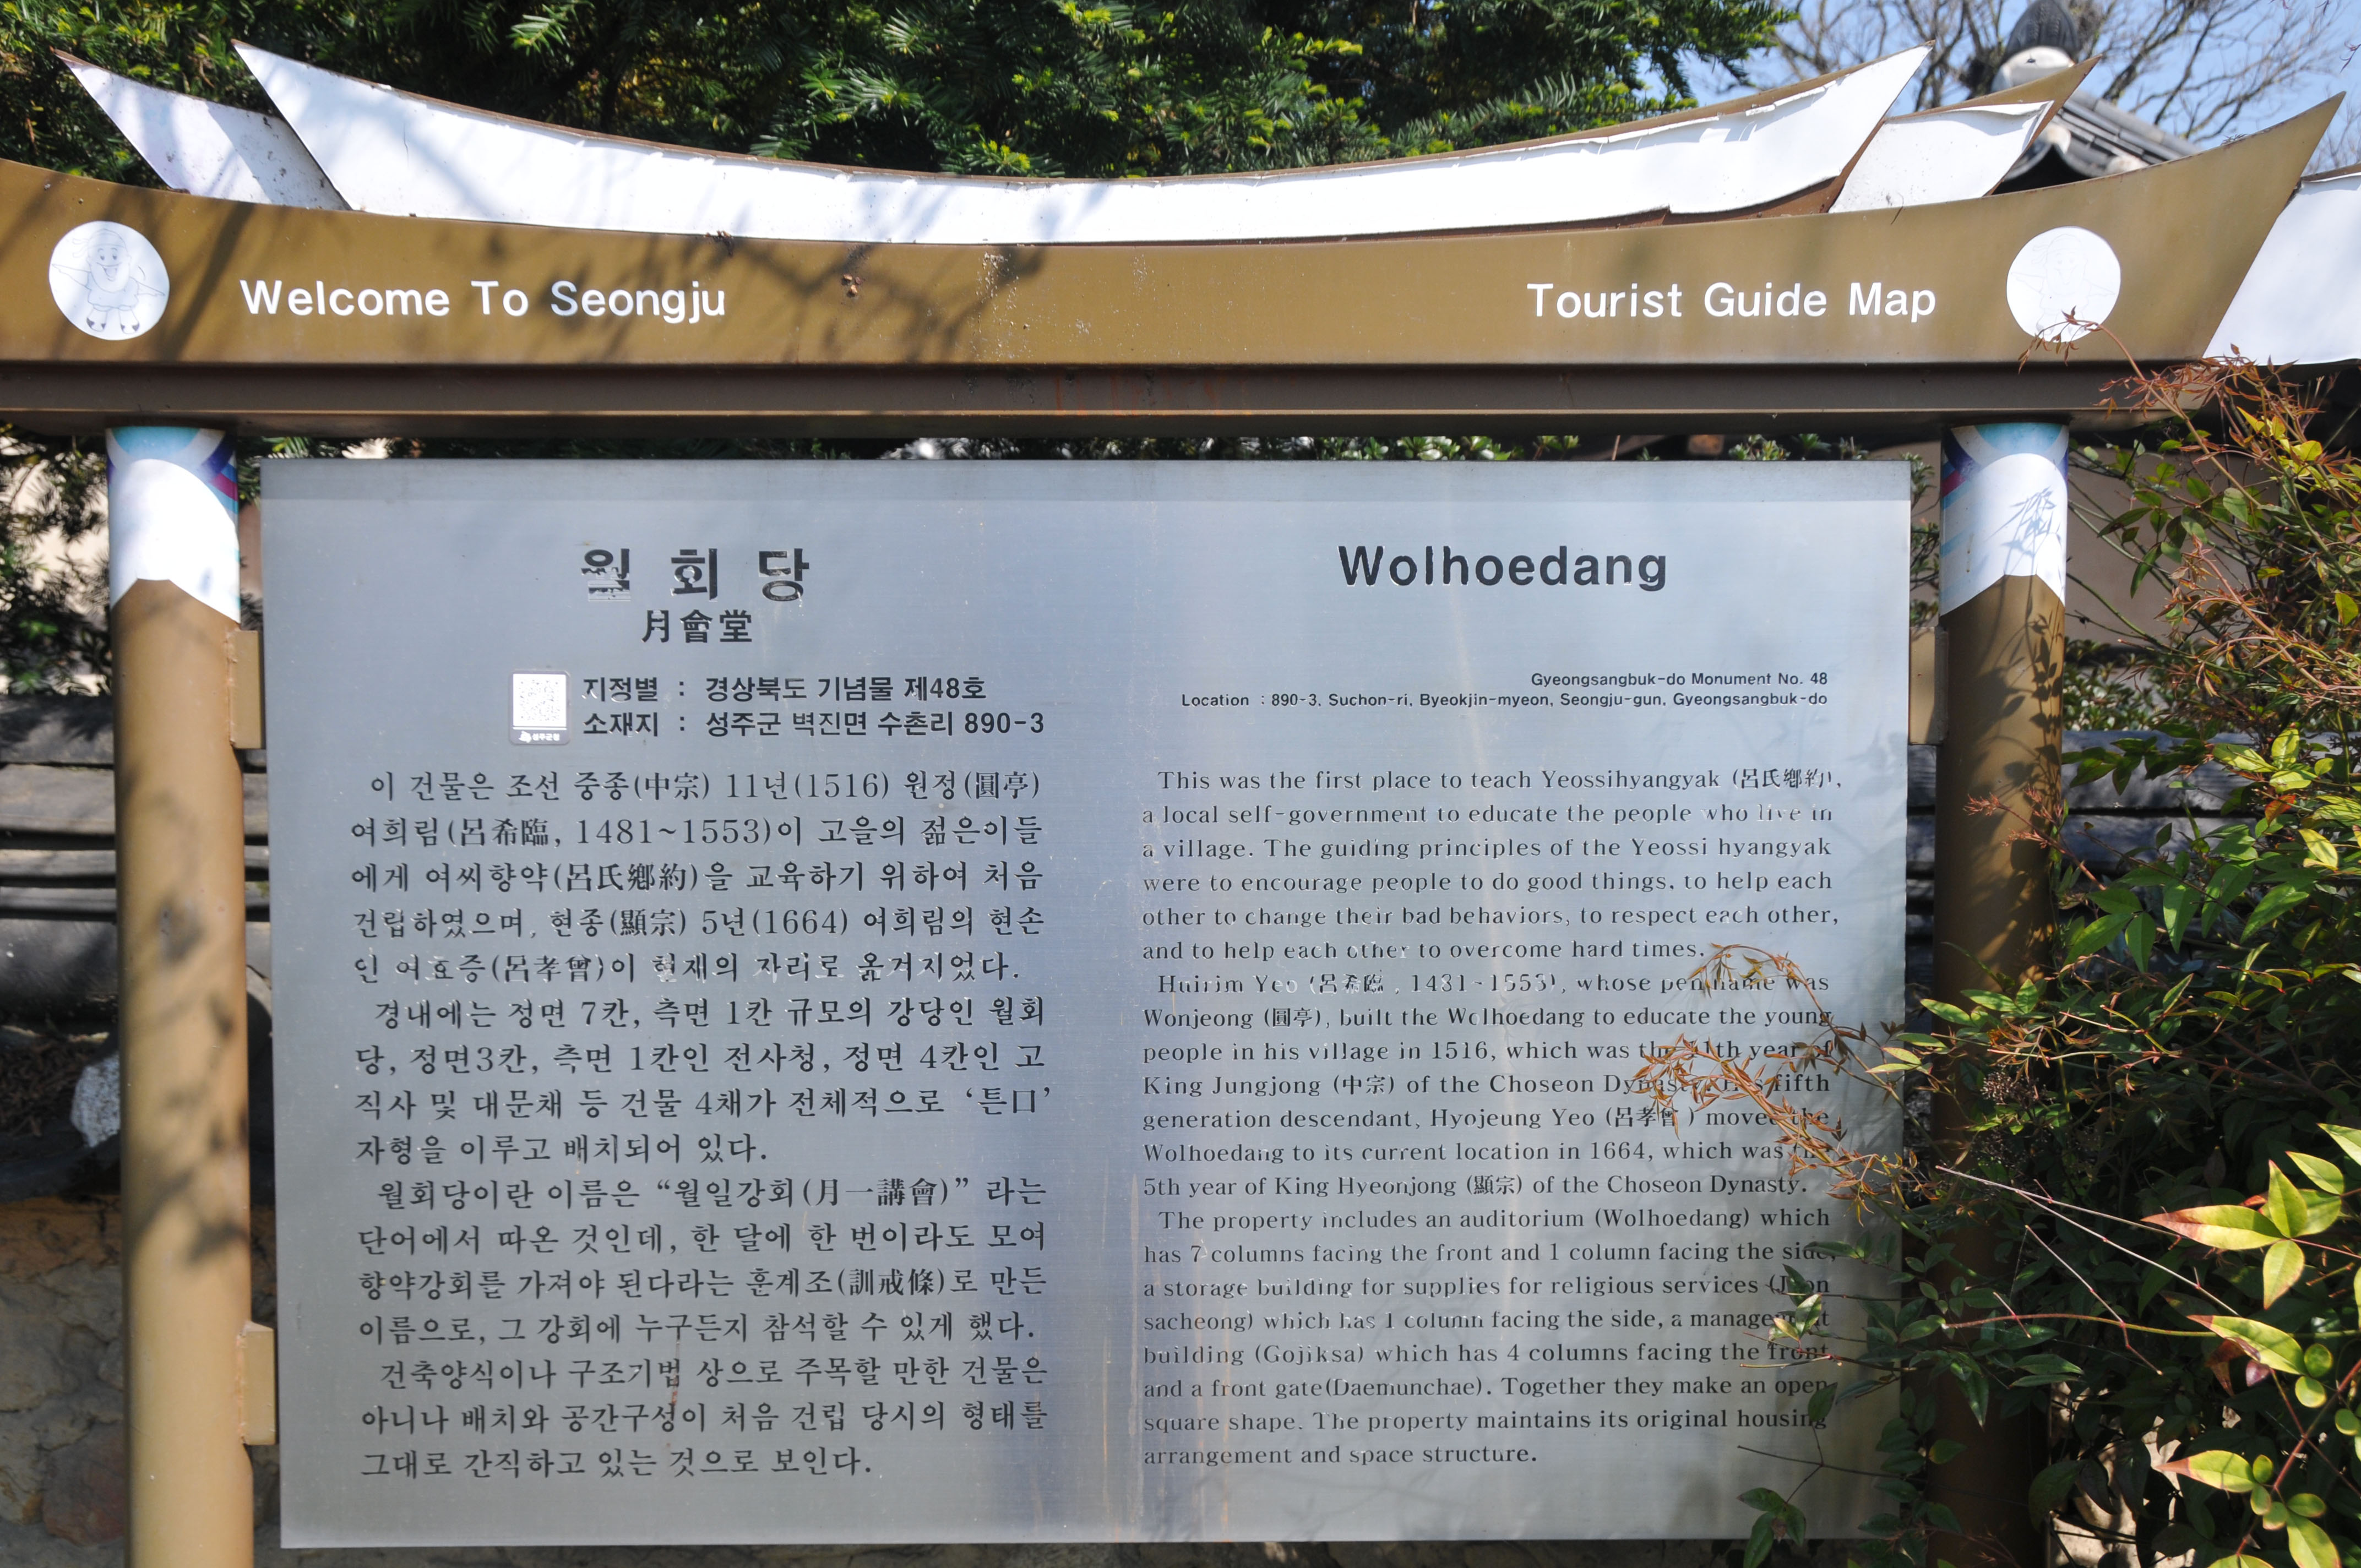 Welcome To Seongju
Tourist Guide Map
월 회 당
月會堂
지정별 : 경상북도 기념물 제48호
소재지 : 성주군 벽진면 수촌리 890-3
성주군청
이 건물은 조선 중종(中宗) 11년(1516) 원정(圓亭)
여희림(呂希臨, 1481~1553)이 고을의 젊은이들
에게 여씨향약(呂氏鄕約)을 교육하기 위하여 처음
건립하였으며, 현종(顯宗) 5년(1664) 여희림의 현손
인 여효증(呂孝曾)이 현재의 자리로 옮겨지었다.
경내에는 정면 7칸, 측면 1칸 규모의 강당인 월회
당, 정면3칸, 측면 1칸인 전사청, 정면 4칸인 고
직사 및 대문채 등 건물 4채가 전체적으로 ‘튼口’
자형을 이루고 배치되어 있다.
월회당이란 이름은 “월일강회(月一講會)” 라는
단어에서 따온 것인데, 한 달에 한 번이라도 모여
향약강회를 가져야 된다라는 훈계조(訓戒條)로 만든
이름으로, 그 강회에 누구든지 참석할 수 있게 했다.
건축양식이나 구조기법 상으로 주목할 만한 건물은
아니나 배치와 공간구성이 처음 건립 당시의 형태를
그대로 간직하고 있는 것으로 보인다.
Wolhoedang
Gyeongsangbuk-do Monument No. 48
Location : 890-3, Suchon-ri, Byeokjin-myeon, Seongju-gun, Gyeongsangbuk-do
This was the first place to teach Yeossihyangyak (呂氏鄕約),
a local self-government to educate the people who live in
a village. The guiding principles of the Yeossi hyangyak
were to encourage people to do good things, to help each
other to change their bad behaviors, to respect each other,
and to help each other to overcome hard times.
Huirim Yeo (呂希臨, 1481~1553), whose pen name was
Wonjeong (圓亭), built the Wolhoedang to educate the young
people in his village in 1516, which was the 11th year of
King Jungjong (中宗) of the Choseon Dynasty. His fifth
generation descendant, Hyojeung Yeo (呂孝曾) moved the
Wolhoedang to its current location in 1664, which was the
5th year of King Hyeonjong (顯宗) of the Choseon Dynasty.
The property includes an auditorium (Wolhoedang) which
has 7 columns facing the front and 1 column facing the side,
a storage building for supplies for religious services (Jeon
sacheong) which has 1 column facing the side, a management
building (Gojiksa) which has 4 columns facing the front
and a front gate(Daemunchae). Together they make an open
square shape. The property maintains its original housing
arrangement and space structure.